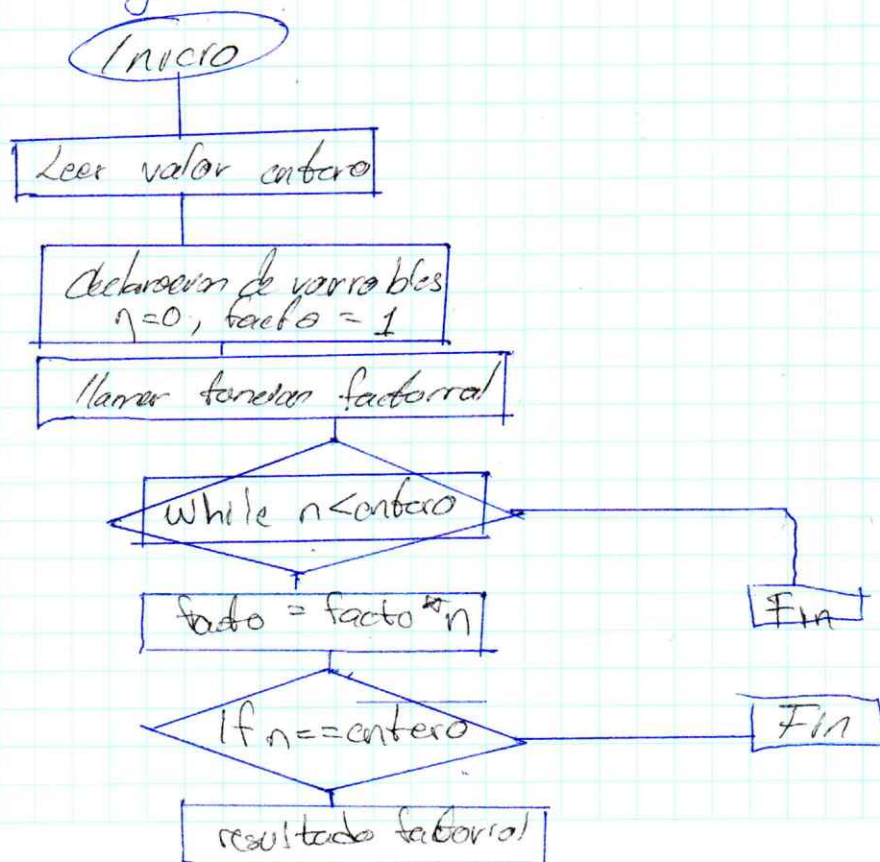 Inicio
Leer valor entero
declaracion de variables
n=0, facto = 1
llamar funcion factorial
While n<entero
facto = facto*n
Fin
If n==entero
Fin
resultado factorial